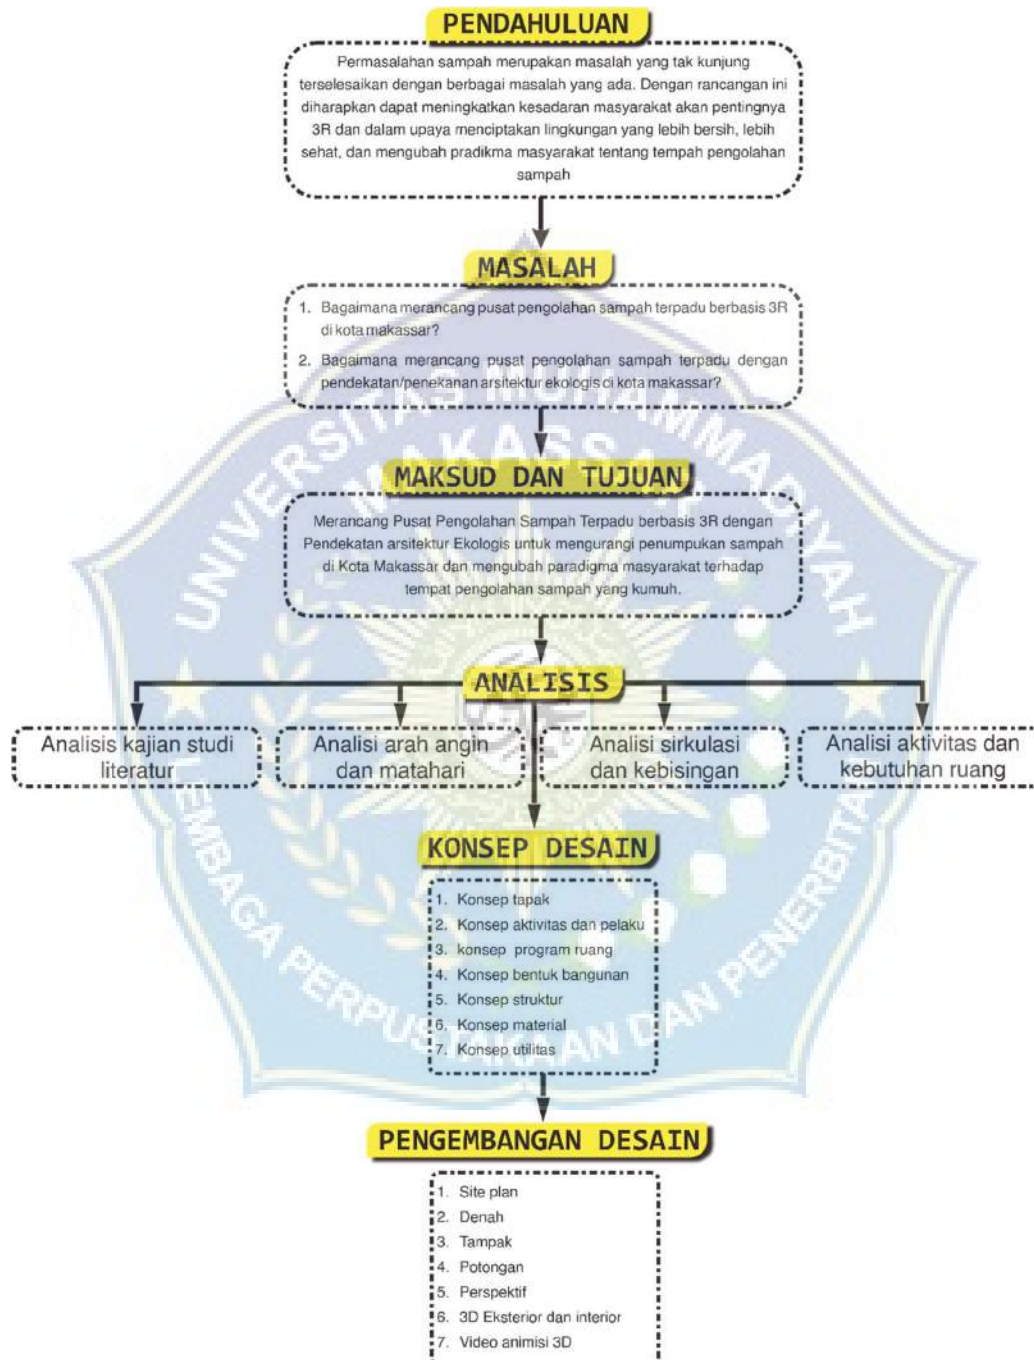 PENDAHULUAN
Permasalahan sampah merupakan masalah yang tak kunjung
terselesaikan dengan berbagai masalah yang ada. Dengan rancangan ini
diharapkan dapat meningkatkan kesadaran masyarakat akan pentingnya
3R dan dalam upaya menciptakan lingkungan yang lebih bersih, lebih
sehat, dan mengubah pradikma masyarakat tentang tempah pengolahan
sampah
MASALAH
1. Bagaimana merancang pusat pengolahan sampah terpadu berbasis 3R
di kota makassar?
2. Bagaimana merancang pusat pengolahan sampah terpadu dengan
pendekatan/penekanan arsitektur ekologis di kota makassar?
UNIVERSITAS MUHAMMADIYAH
MAKASSAR
MAKSUD DAN TUJUAN
Merancang Pusat Pengolahan Sampah Terpadu berbasis 3R dengan
Pendekatan arsitektur Ekologis untuk mengurangi penumpukan sampah
di Kota Makassar dan mengubah paradigma masyarakat terhadap
tempat pengolahan sampah yang kumuh.
ANALISIS
Analisis kajian studi
literatur
Analisi arah angin
dan matahari
Analisi sirkulasi
dan kebisingan
Analisi aktivitas dan
kebutuhan ruang
KONSEP DESAIN
1. Konsep tapak
2. Konsep aktivitas dan pelaku
3. konsep program ruang
4. Konsep bentuk bangunan
5. Konsep struktur
6. Konsep material
7. Konsep utilitas
LEMBAGA PERPUSTAKAAN DAN PENERBITAN
PENGEMBANGAN DESAIN
1. Site plan
2. Denah
3. Tampak
4. Potongan
5. Perspektif
6. 3D Eksterior dan interior
7. Video animisi 3D